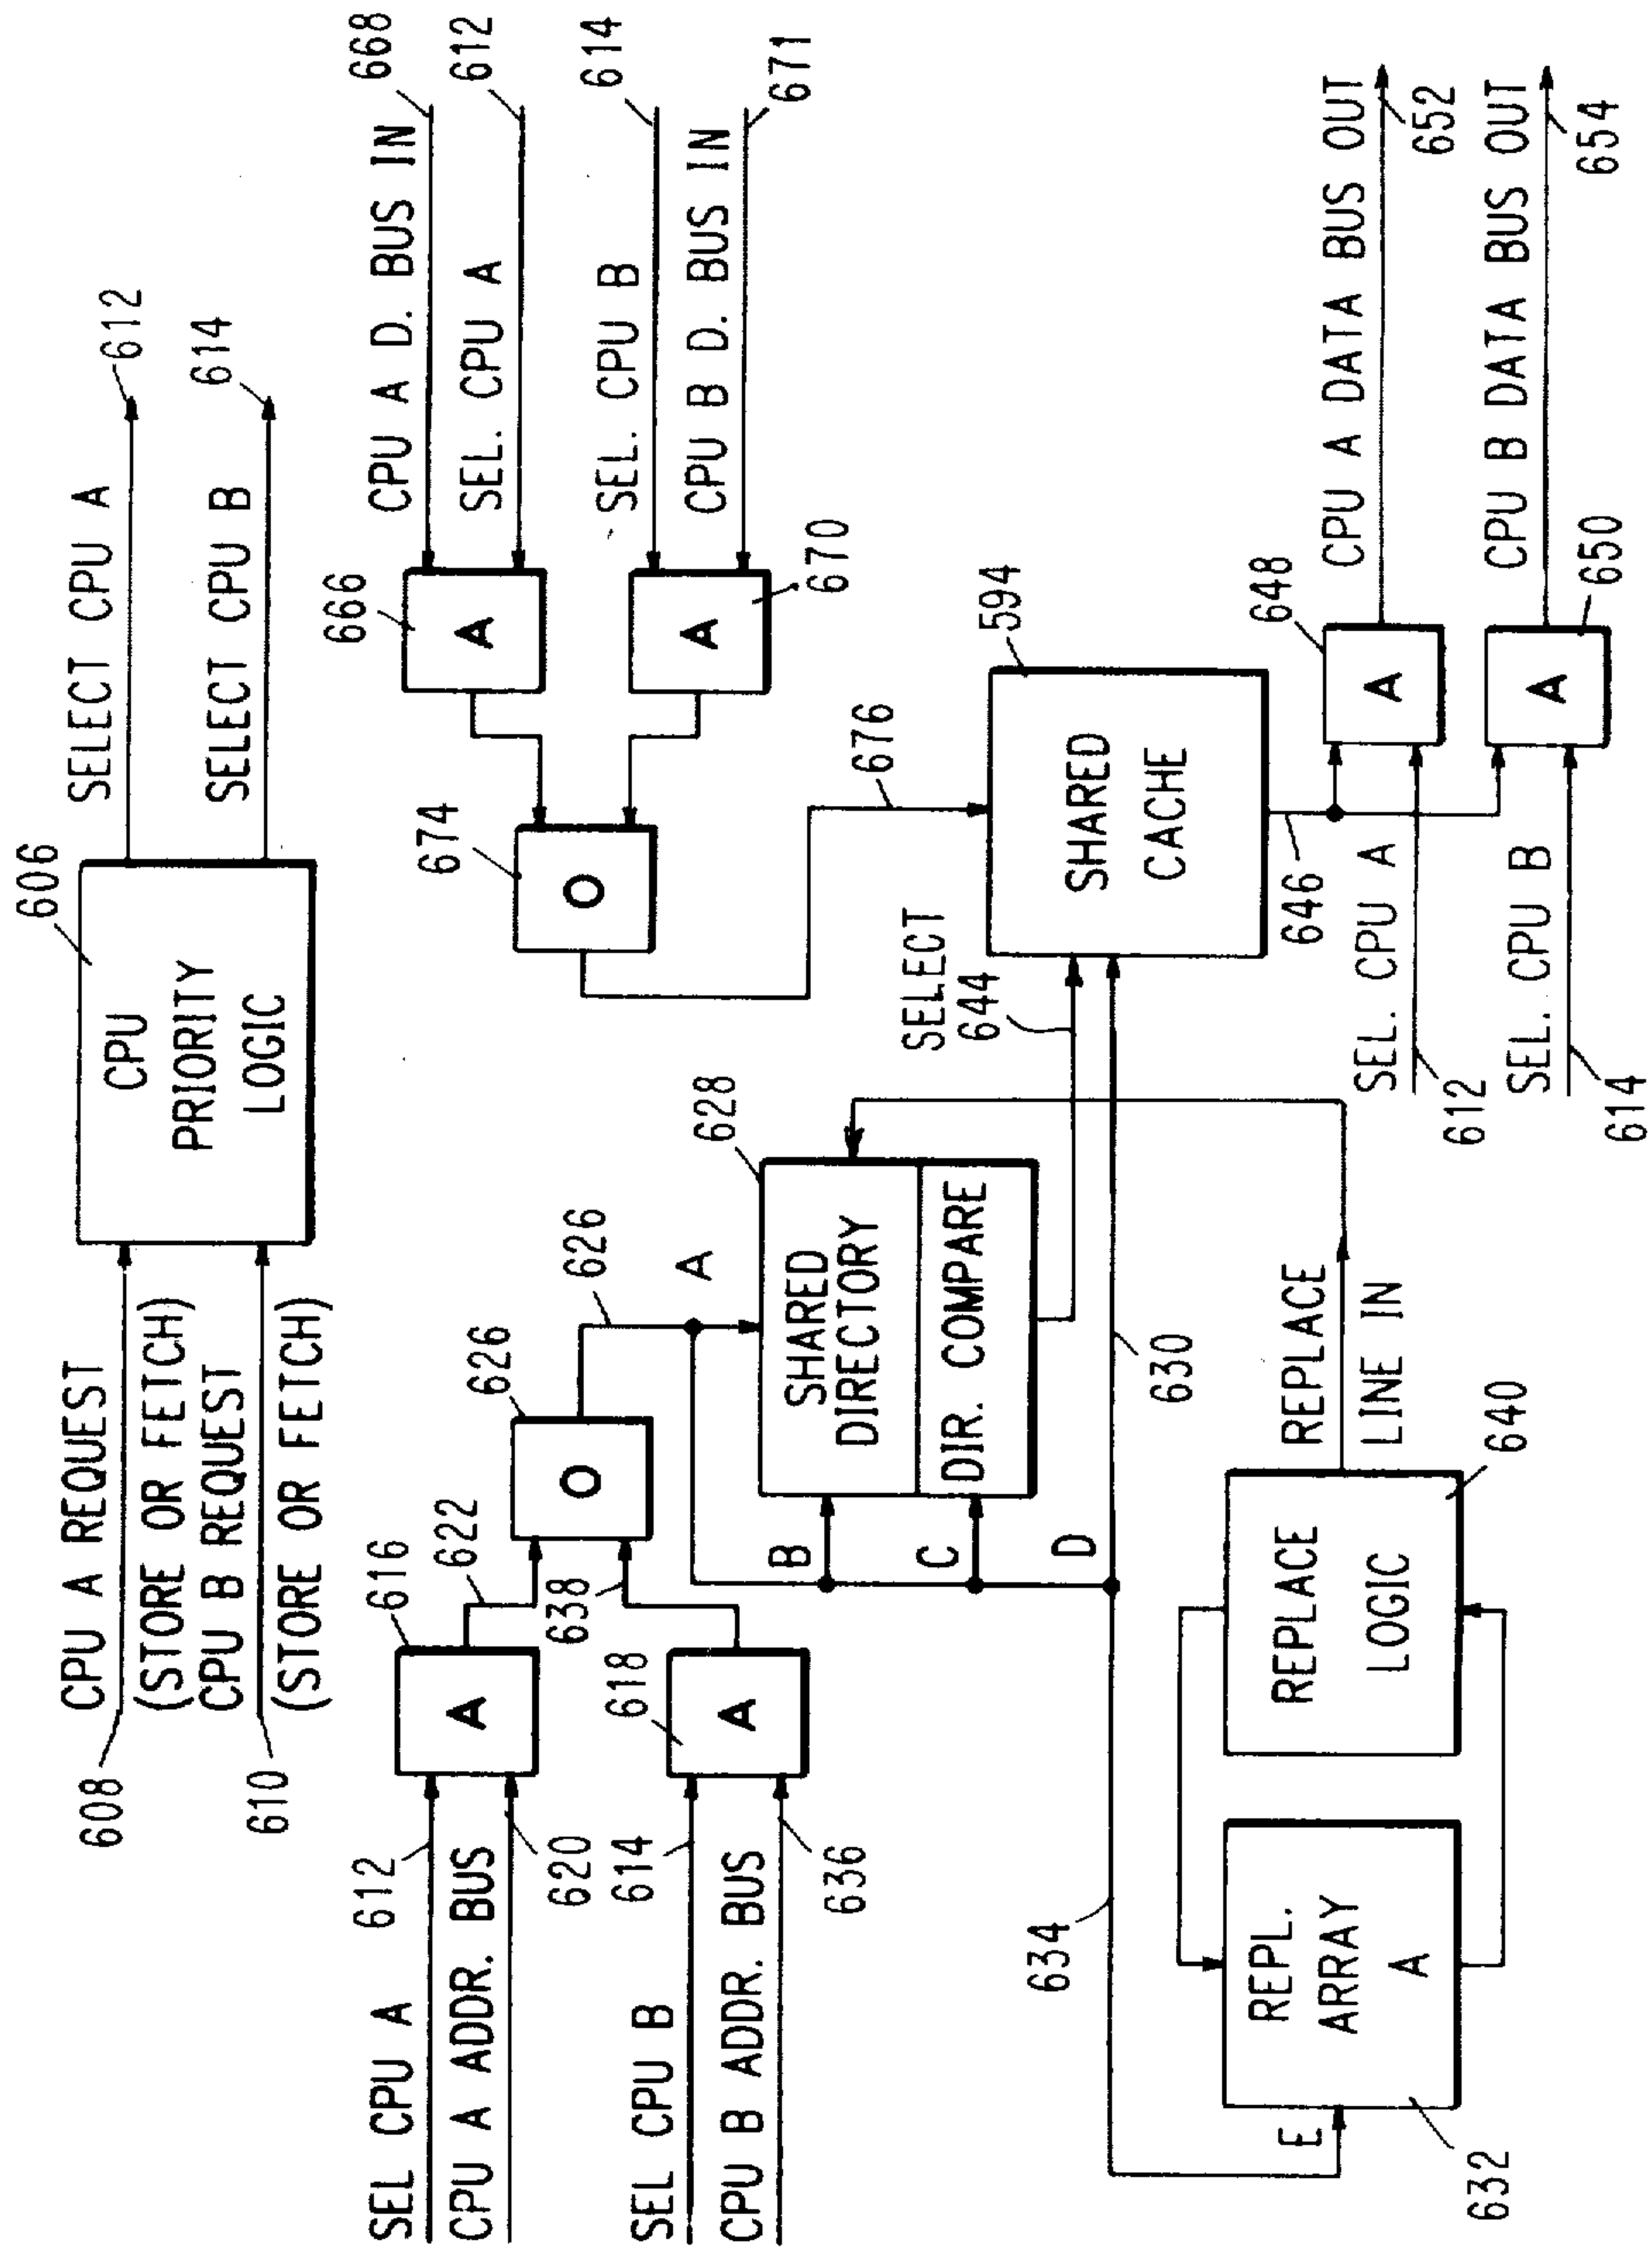 606
CPU A REQUEST
(STORE OR FETCH)
CPU B REQUEST
(STORE OR FETCH)
608
610
CPU
PRIORITY
LOGIC
SELECT CPU A
612
SELECT CPU B
614
SEL CPU A
612
CPU A ADDR. BUS
620
SEL CPU B
614
CPU B ADDR. BUS
636
616
A
618
A
622
638
626
O
626
A
B
C
D
628
SHARED
DIRECTORY
DIR. COMPARE
630
634
E
632
REPL.
ARRAY
A
REPLACE
LOGIC
640
REPLACE
LINE IN
SELECT
644
666
A
670
A
674
O
676
CPU A D. BUS IN
668
SEL. CPU A
612
SEL. CPU B
614
CPU B D. BUS IN
671
594
SHARED
CACHE
646
SEL. CPU A
612
SEL. CPU B
614
648
A
650
A
CPU A DATA BUS OUT
652
CPU B DATA BUS OUT
654